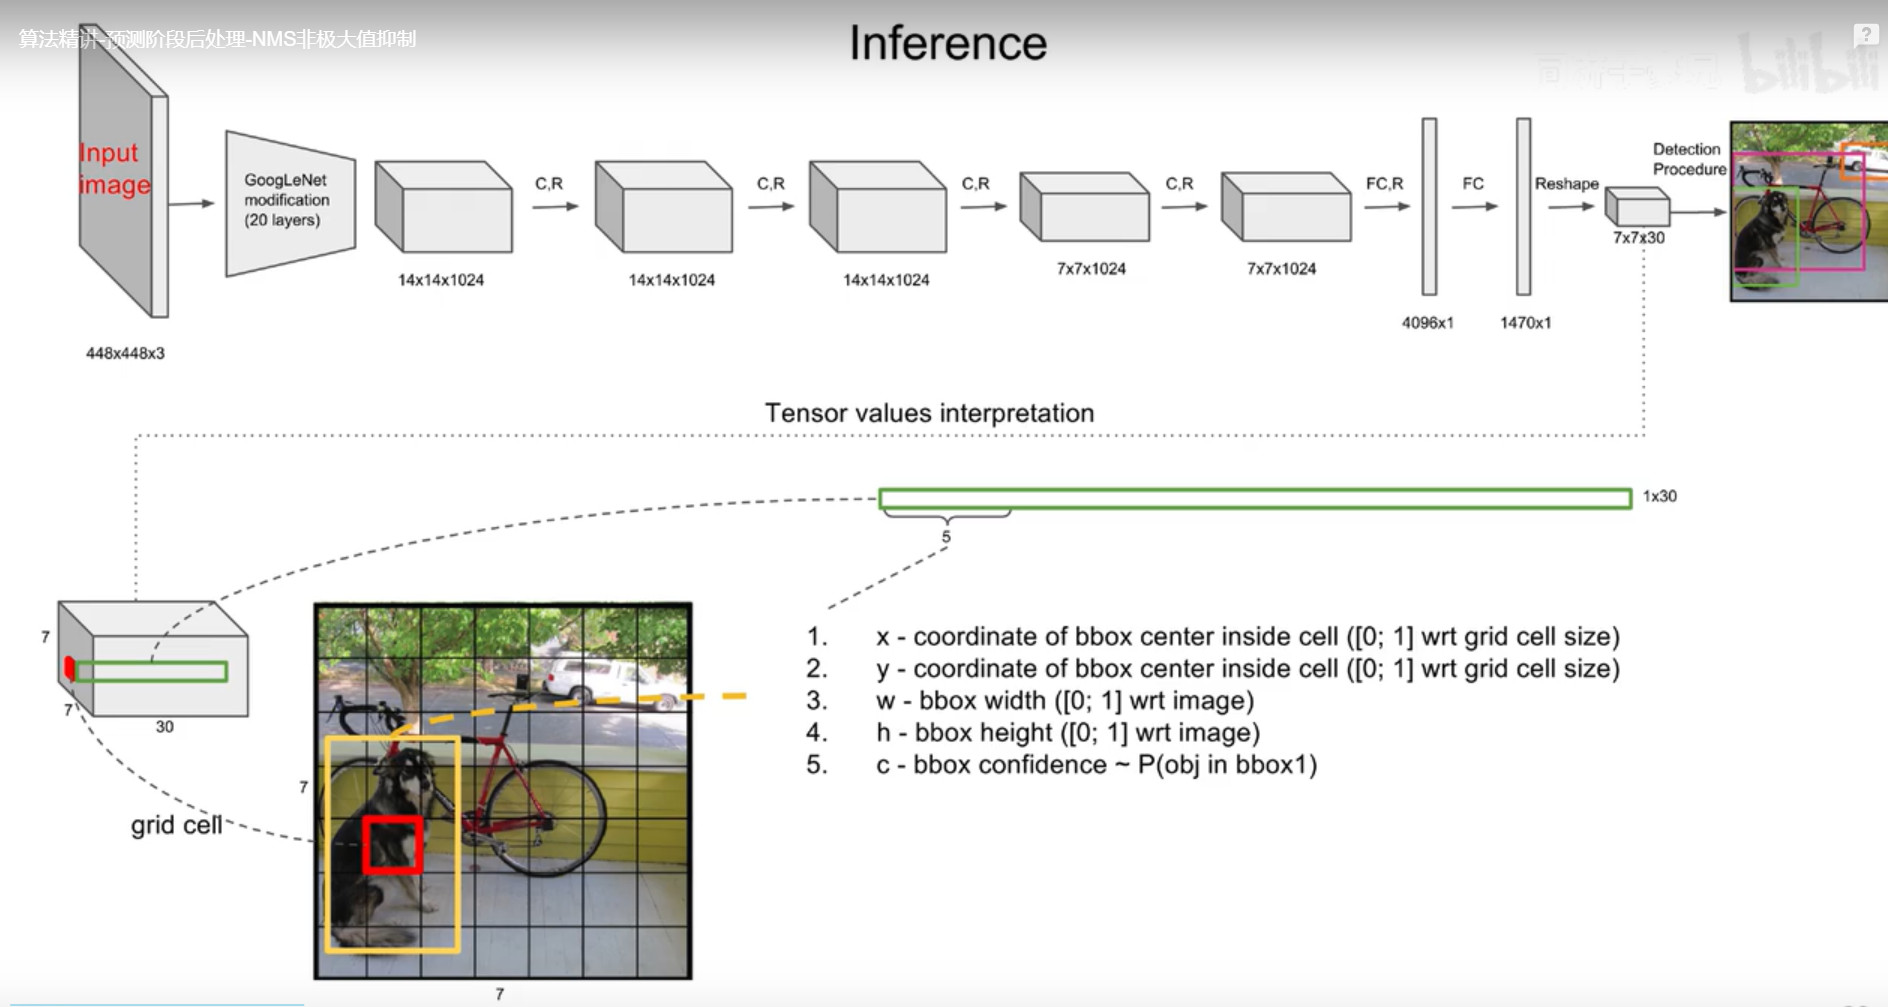 算法精讲-预测阶段后处理-NMS非极大值抑制
Inference
?
bilibili
Input
image
GoogLeNet
modification
(20 layers)
C,R
C,R
C,R
C,R
FC,R
FC
Reshape
Detection
Procedure
448x448x3
14x14x1024
14x14x1024
14x14x1024
7x7x1024
7x7x1024
4096x1
1470x1
7x7x30
Tensor values interpretation
1x30
5
7
7
30
grid cell
7
7
1. x - coordinate of bbox center inside cell ([0; 1] wrt grid cell size)
2. y - coordinate of bbox center inside cell ([0; 1] wrt grid cell size)
3. w - bbox width ([0; 1] wrt image)
4. h - bbox height ([0; 1] wrt image)
5. c - bbox confidence ~ P(obj in bbox1)